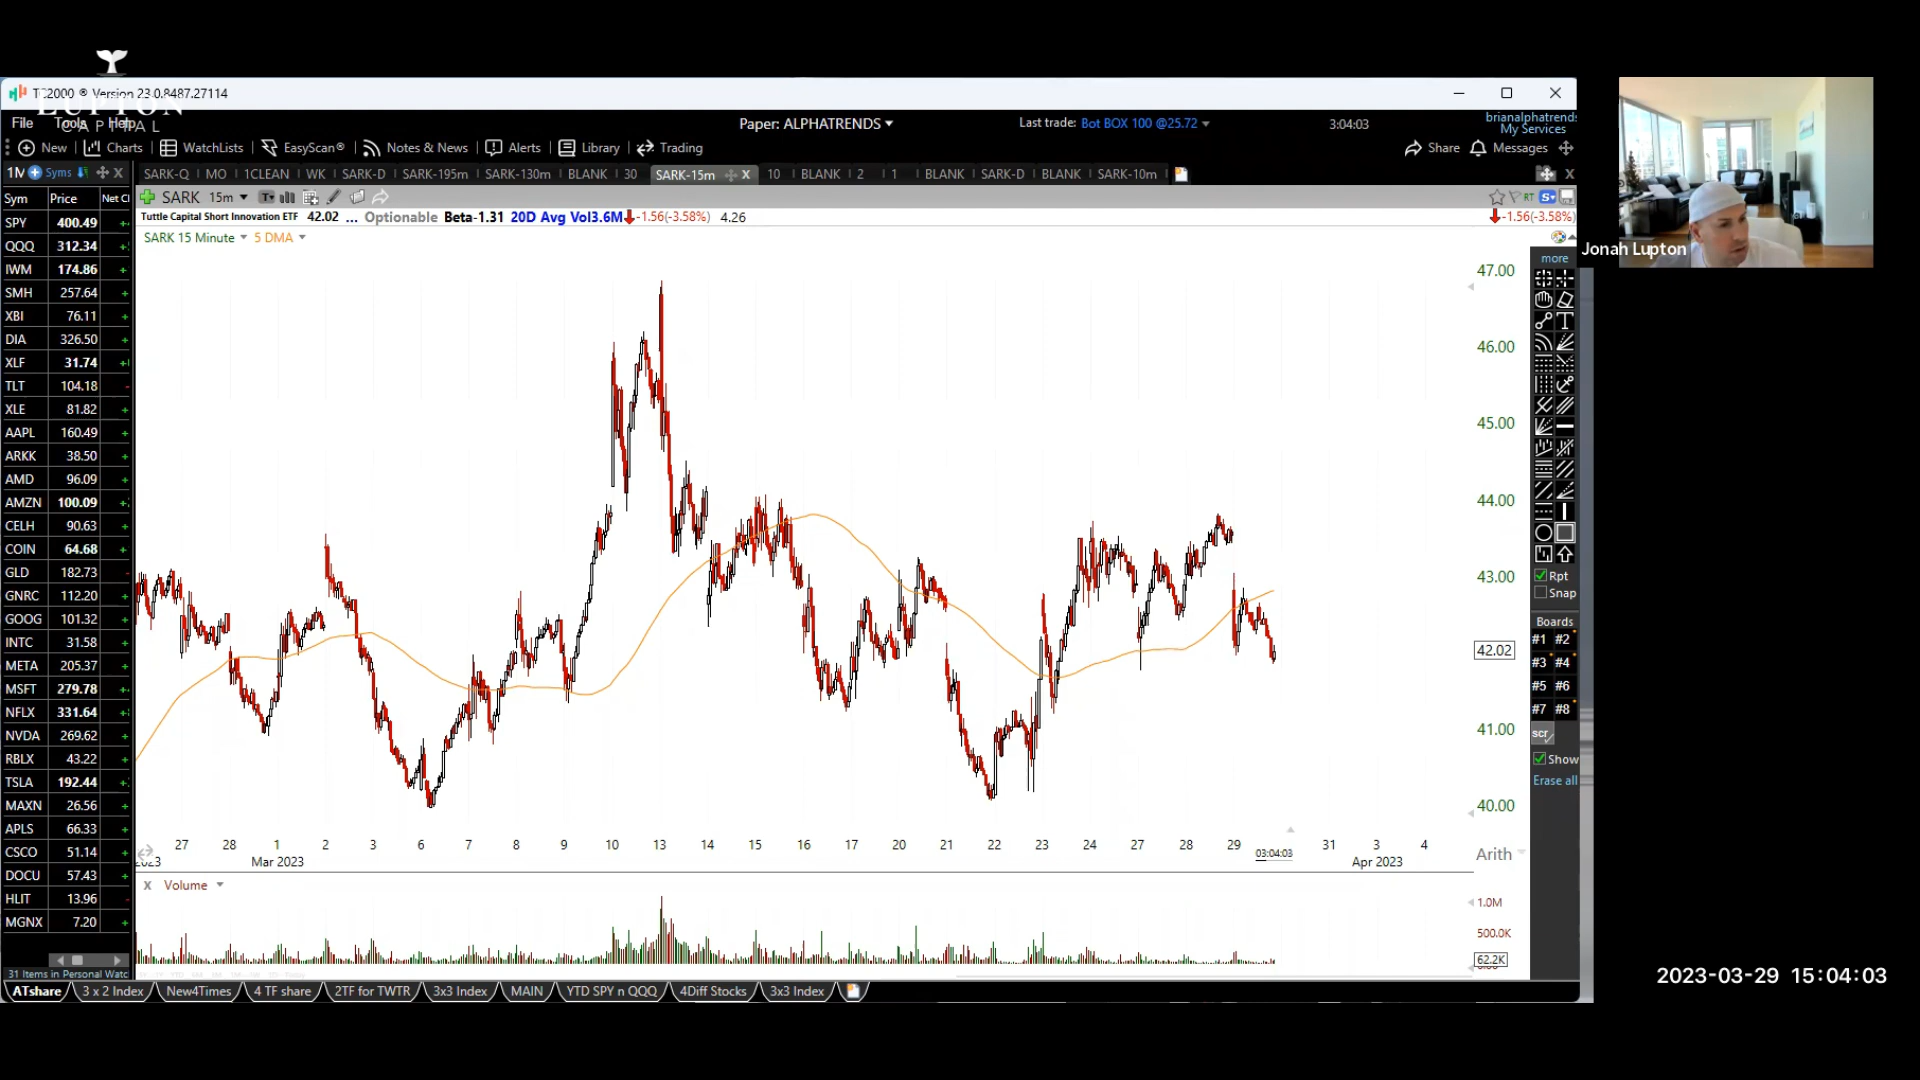 TC2000 ® Version 23.0.8487.27114
LUPTON
CAPITAL
File Tools Help
Paper: ALPHATRENDS
Last trade: Bot BOX 100 @25.72
3:04:03
brianalphatrends
My Services
New Charts WatchLists EasyScan® Notes & News Alerts Library Trading
Share Messages
1M Syms
SARK-Q MO 1CLEAN WK SARK-D SARK-195m SARK-130m BLANK 30 SARK-15m 10 BLANK 2 1 BLANK SARK-D BLANK SARK-10m
Sym Price Net Cl
SPY 400.49
QQQ 312.34
IWM 174.86
SMH 257.64
XBI 76.11
DIA 326.50
XLF 31.74
TLT 104.18
XLE 81.82
AAPL 160.49
ARKK 38.50
AMD 96.09
AMZN 100.09
CELH 90.63
COIN 64.68
GLD 182.73
GNRC 112.20
GOOG 101.32
INTC 31.58
META 205.37
MSFT 279.78
NFLX 331.64
NVDA 269.62
RBLX 43.22
TSLA 192.44
MAXN 26.56
APLS 66.33
CSCO 51.14
DOCU 57.43
HLIT 13.96
MGNX 7.20
31 Items in Personal Watc
SARK 15m
RT
Tuttle Capital Short Innovation ETF 42.02 ... Optionable Beta-1.31 20D Avg Vol3.6M -1.56(-3.58%) 4.26
-1.56(-3.58%)
SARK 15 Minute 5 DMA
47.00
46.00
45.00
44.00
43.00
42.02
41.00
40.00
27 28 1 2 3 6 7 8 9 10 13 14 15 16 17 20 21 22 23 24 27 28 29 03:04:03 31 3 4
Mar 2023
Apr 2023
Arith
X Volume
1.0M
500.0K
62.2K
more
Rpt
Snap
Boards
#1 #2
#3 #4
#5 #6
#7 #8
scr
Show
Erase all
ATshare 3 x 2 Index New4Times 4 TF share 2TF for TWTR 3x3 Index MAIN YTD SPY n QQQ 4Diff Stocks 3x3 Index
Jonah Lupton
2023-03-29 15:04:03